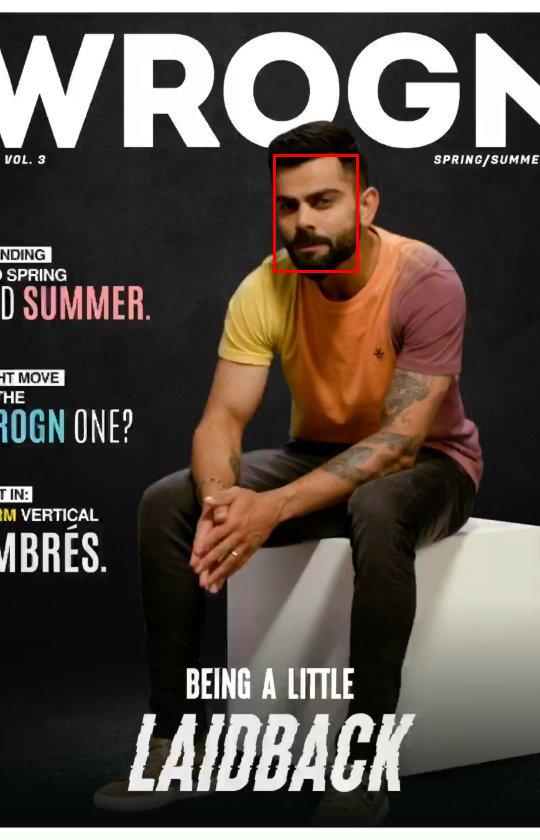 WROGN
VOL. 3
SPRING/SUMME
NDING
D SPRING
D SUMMER.
HT MOVE
THE
ROGN ONE?
T IN:
RM VERTICAL
MBRÉS.
BEING A LITTLE
LAIDBACK